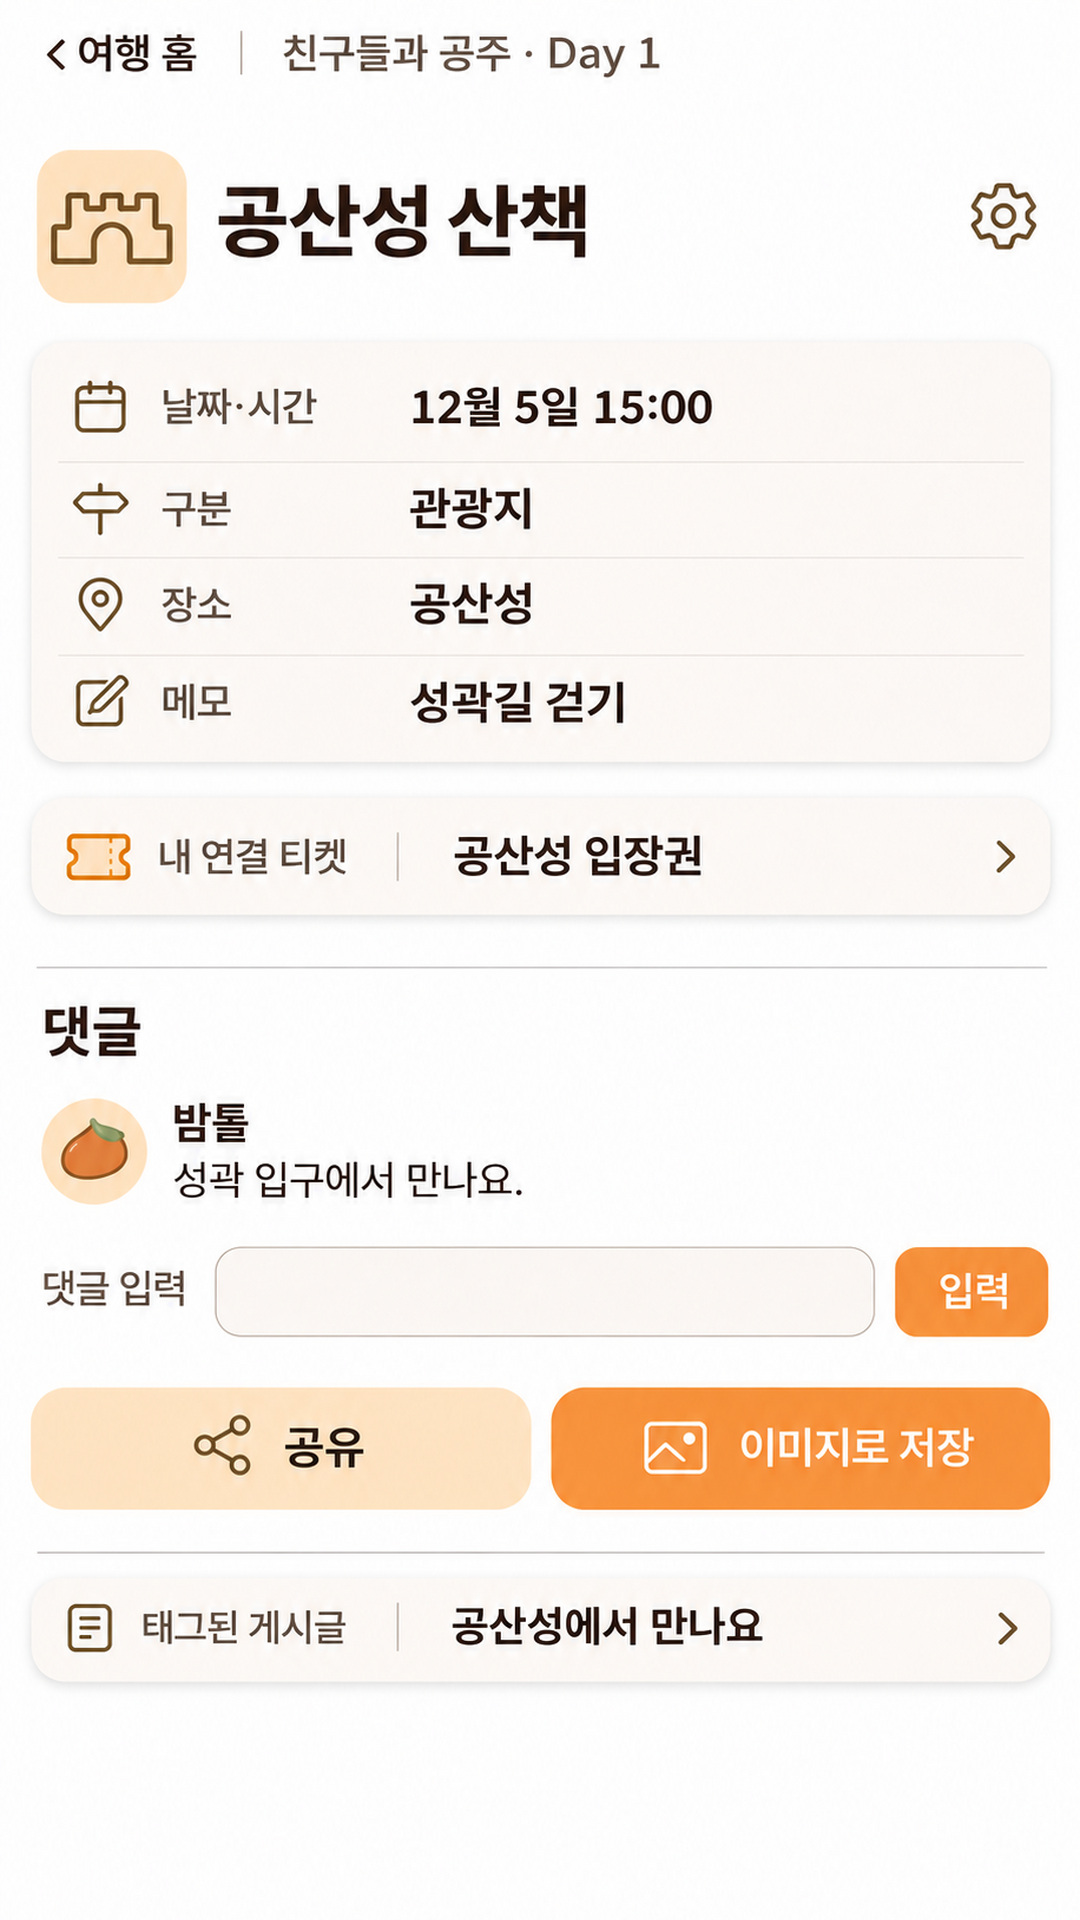 여행 홈 | 친구들과 공주 · Day 1
공산성 산책
날짜·시간 12월 5일 15:00
구분 관광지
장소 공산성
메모 성곽길 걷기
내 연결 티켓 | 공산성 입장권
댓글
밤톨
성곽 입구에서 만나요.
댓글 입력 입력
공유 이미지로 저장
태그된 게시글 | 공산성에서 만나요